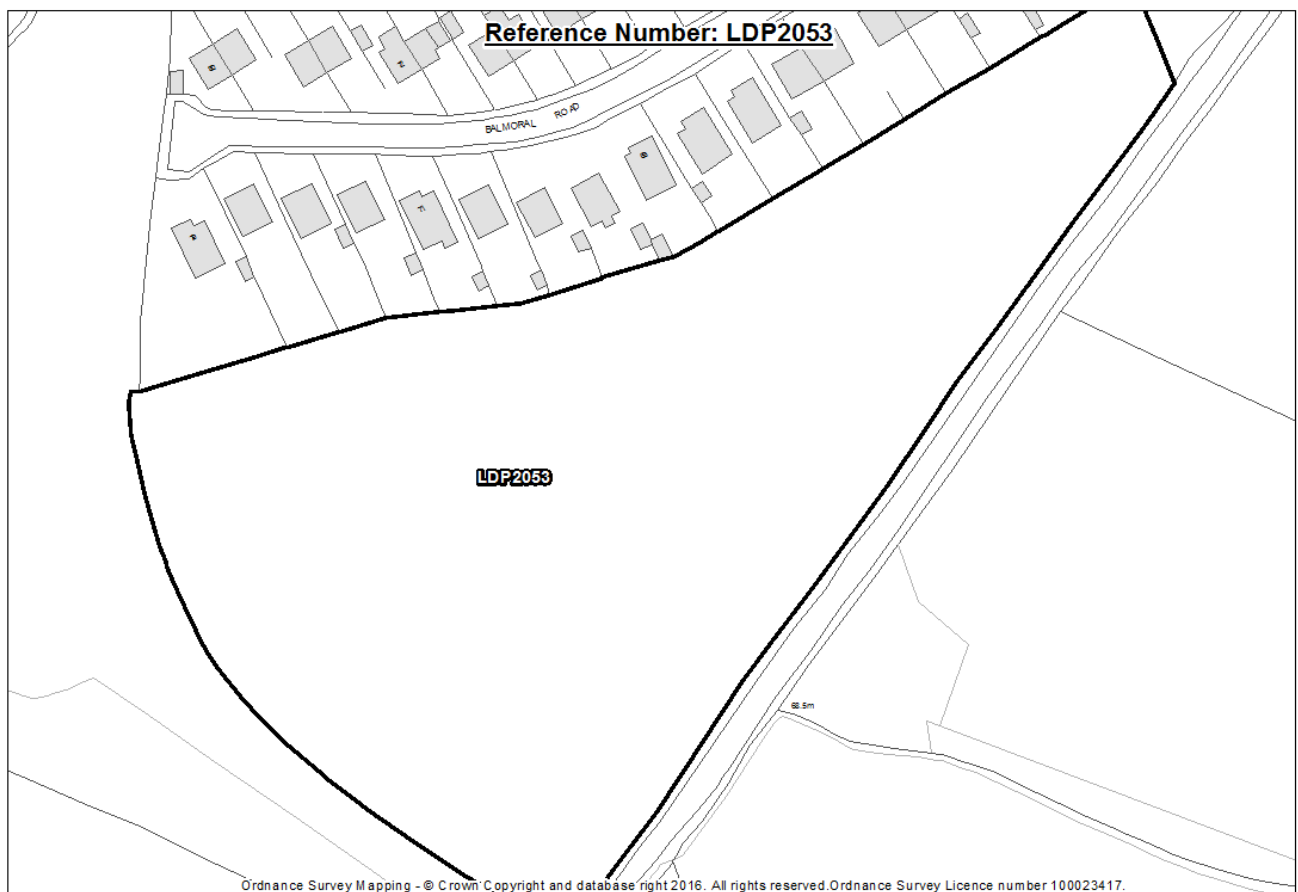 Reference Number: LDP2053
BALMORAL ROAD
LDP2053
68.5m
Ordnance Survey Mapping - © Crown Copyright and database right 2016. All rights reserved.Ordnance Survey Licence number 100023417.